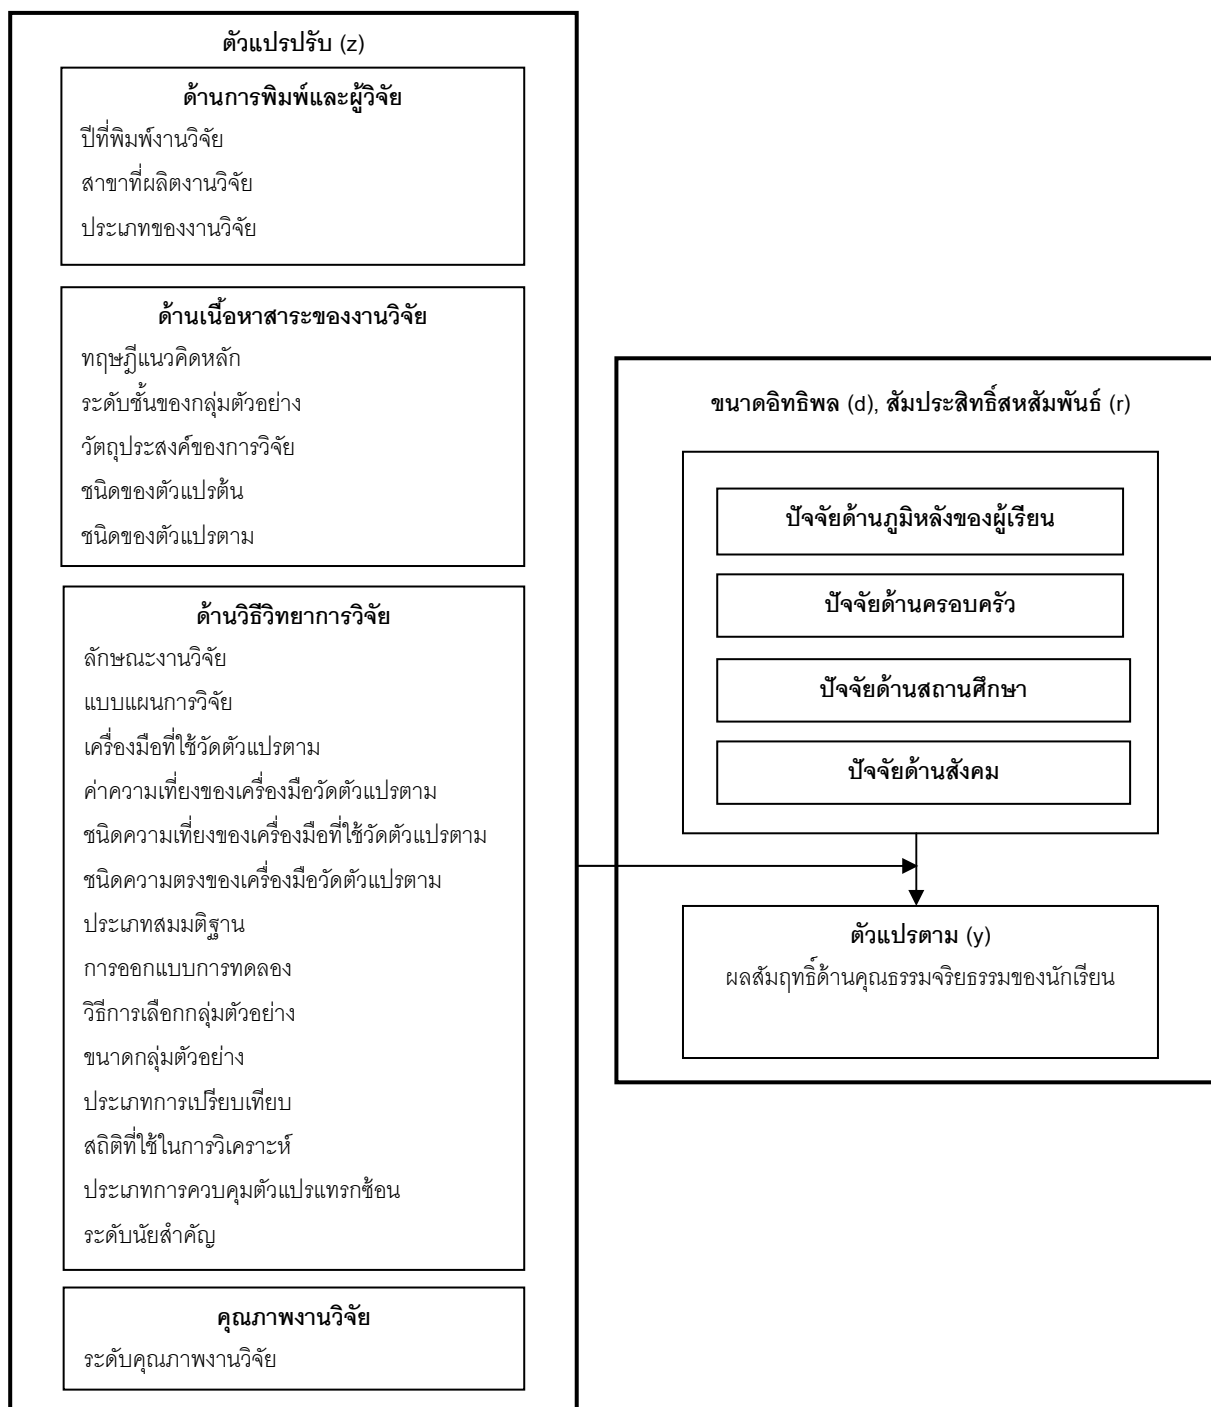 ตัวแปรปรับ (z)
ด้านการพิมพ์และผู้วิจัย
ปีที่พิมพ์งานวิจัย
สาขาที่ผลิตงานวิจัย
ประเภทของงานวิจัย
ด้านเนื้อหาสาระของงานวิจัย
ทฤษฎีแนวคิดหลัก
ระดับชั้นของกลุ่มตัวอย่าง
วัตถุประสงค์ของการวิจัย
ชนิดของตัวแปรต้น
ชนิดของตัวแปรตาม
ด้านวิธีวิทยาการวิจัย
ลักษณะงานวิจัย
แบบแผนการวิจัย
เครื่องมือที่ใช้วัดตัวแปรตาม
ค่าความเที่ยงของเครื่องมือวัดตัวแปรตาม
ชนิดความเที่ยงของเครื่องมือที่ใช้วัดตัวแปรตาม
ชนิดความตรงของเครื่องมือวัดตัวแปรตาม
ประเภทสมมติฐาน
การออกแบบการทดลอง
วิธีการเลือกกลุ่มตัวอย่าง
ขนาดกลุ่มตัวอย่าง
ประเภทการเปรียบเทียบ
สถิติที่ใช้ในการวิเคราะห์
ประเภทการควบคุมตัวแปรแทรกซ้อน
ระดับนัยสำคัญ
คุณภาพงานวิจัย
ระดับคุณภาพงานวิจัย
ขนาดอิทธิพล (d), สัมประสิทธิ์สหสัมพันธ์ (r)
ปัจจัยด้านภูมิหลังของผู้เรียน
ปัจจัยด้านครอบครัว
ปัจจัยด้านสถานศึกษา
ปัจจัยด้านสังคม
ตัวแปรตาม (y)
ผลสัมฤทธิ์ด้านคุณธรรมจริยธรรมของนักเรียน